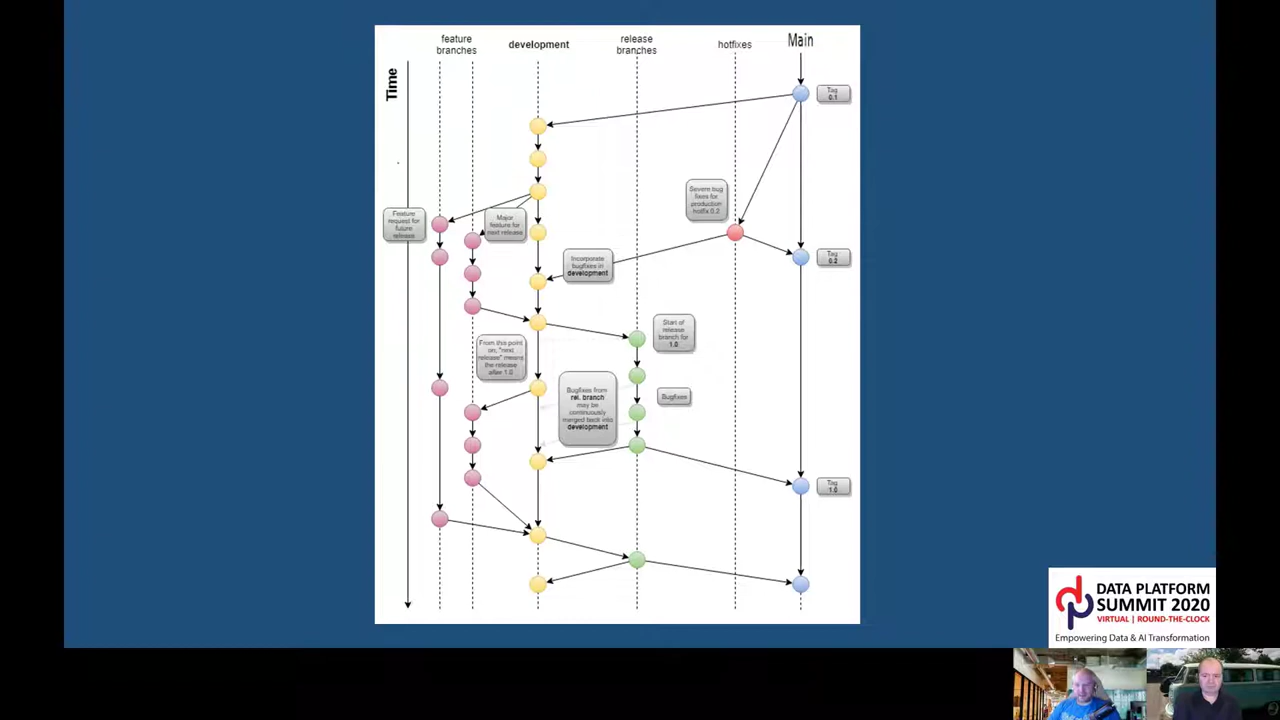 feature
branches
development
release
branches
hotfixes
Main
Time
Tag
0.1
Severe bug
fixes for
production:
hotfix 0.2
Feature
request for
future
release
Major
feature for
next release
Incorporate
bugfixes in
development
Tag
0.2
Start of
release
branch for
1.0
From this point
on, "next
release" means
the release
after 1.0
Bugfixes from
rel. branch
may be
continuously
merged back into
development
Bugfixes
Tag
1.0
DATA PLATFORM
SUMMIT 2020
VIRTUAL | ROUND-THE-CLOCK
Empowering Data & AI Transformation